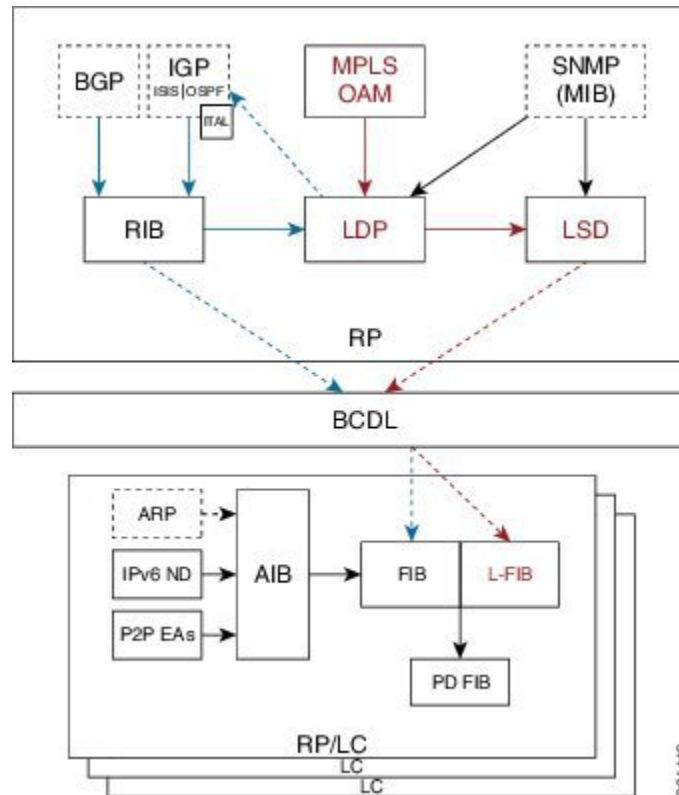 BGP
IGP
ISIS|OSPF
ITAL
MPLS
OAM
SNMP
(MIB)
RIB
LDP
LSD
RP
BCDL
ARP
IPv6 ND
P2P EAs
AIB
FIB
L-FIB
PD FIB
RP/LC
LC
LC